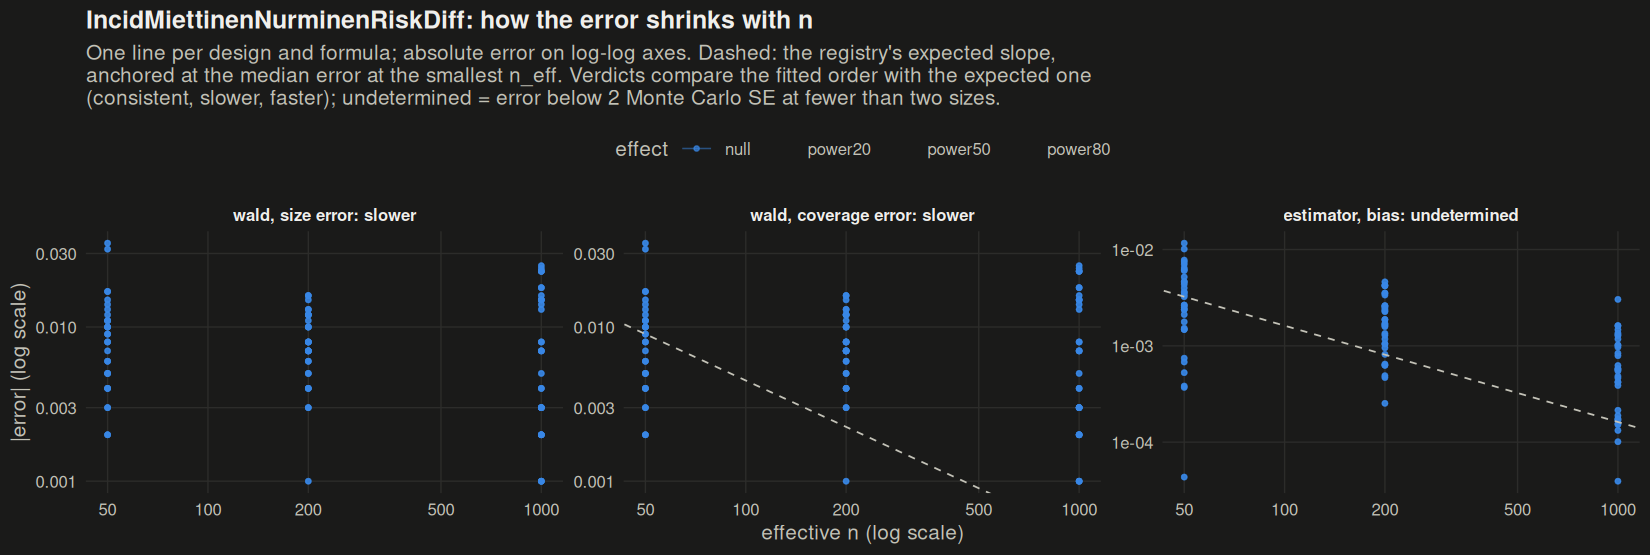 IncidMiettinenNurminenRiskDiff: how the error shrinks with n
One line per design and formula; absolute error on log-log axes. Dashed: the registry's expected slope,
anchored at the median error at the smallest n_eff. Verdicts compare the fitted order with the expected one
(consistent, slower, faster); undetermined = error below 2 Monte Carlo SE at fewer than two sizes.
effect null power20 power50 power80
wald, size error: slower
wald, coverage error: slower
estimator, bias: undetermined
|error| (log scale)
0.030
0.010
0.003
0.001
50 100 200 500 1000
0.030
0.010
0.003
0.001
50 100 200 500 1000
1e-02
1e-03
1e-04
50 100 200 500 1000
effective n (log scale)